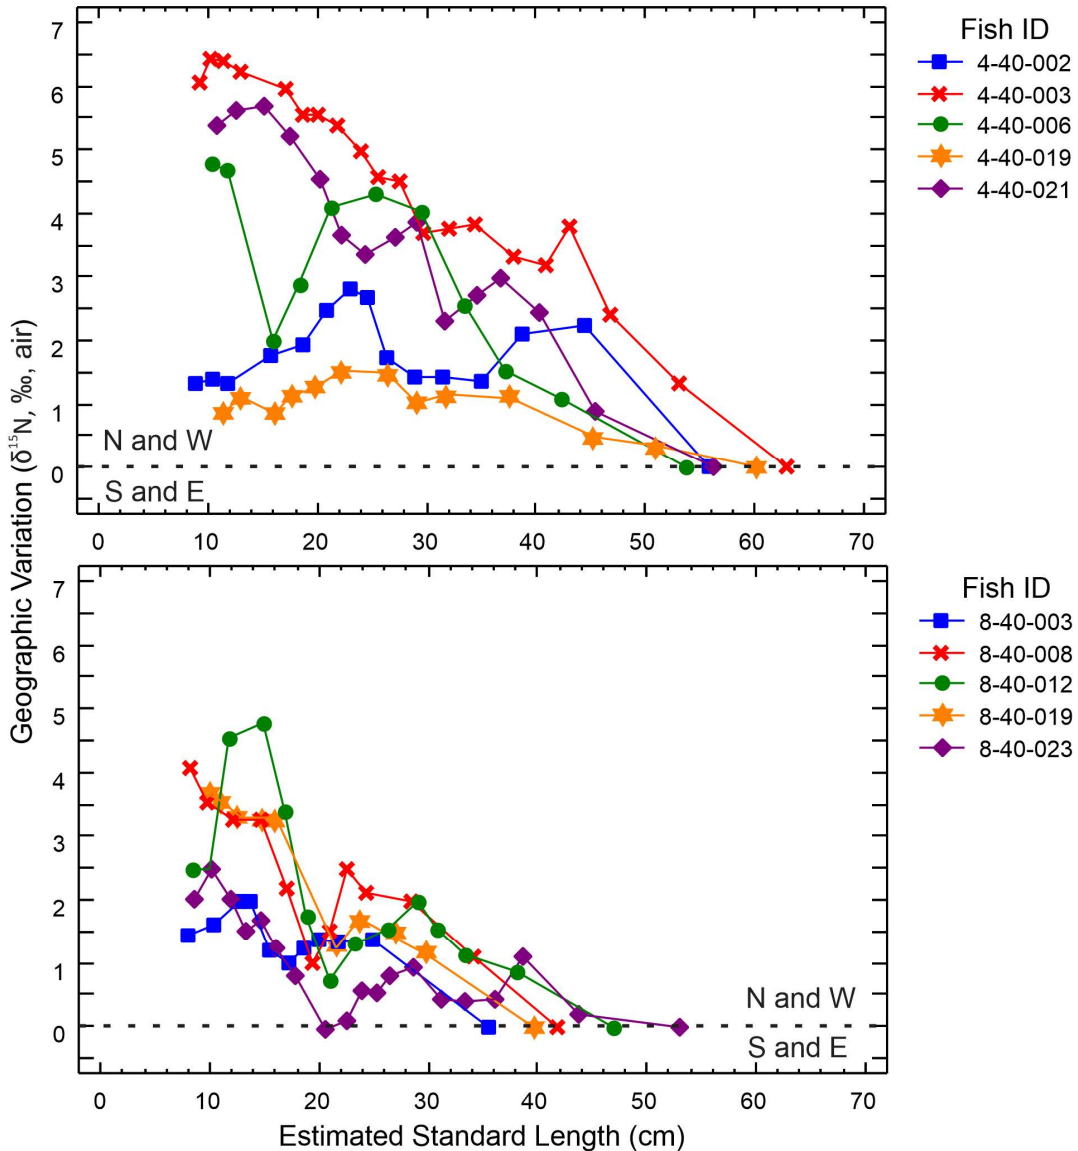 Geographic Variation (δ¹⁵N, ‰, air)
7
6
5
4
3
2
1
0
N and W
S and E
0 10 20 30 40 50 60 70
Fish ID
4-40-002
4-40-003
4-40-006
4-40-019
4-40-021
7
6
5
4
3
2
1
0
N and W
S and E
0 10 20 30 40 50 60 70
Estimated Standard Length (cm)
Fish ID
8-40-003
8-40-008
8-40-012
8-40-019
8-40-023